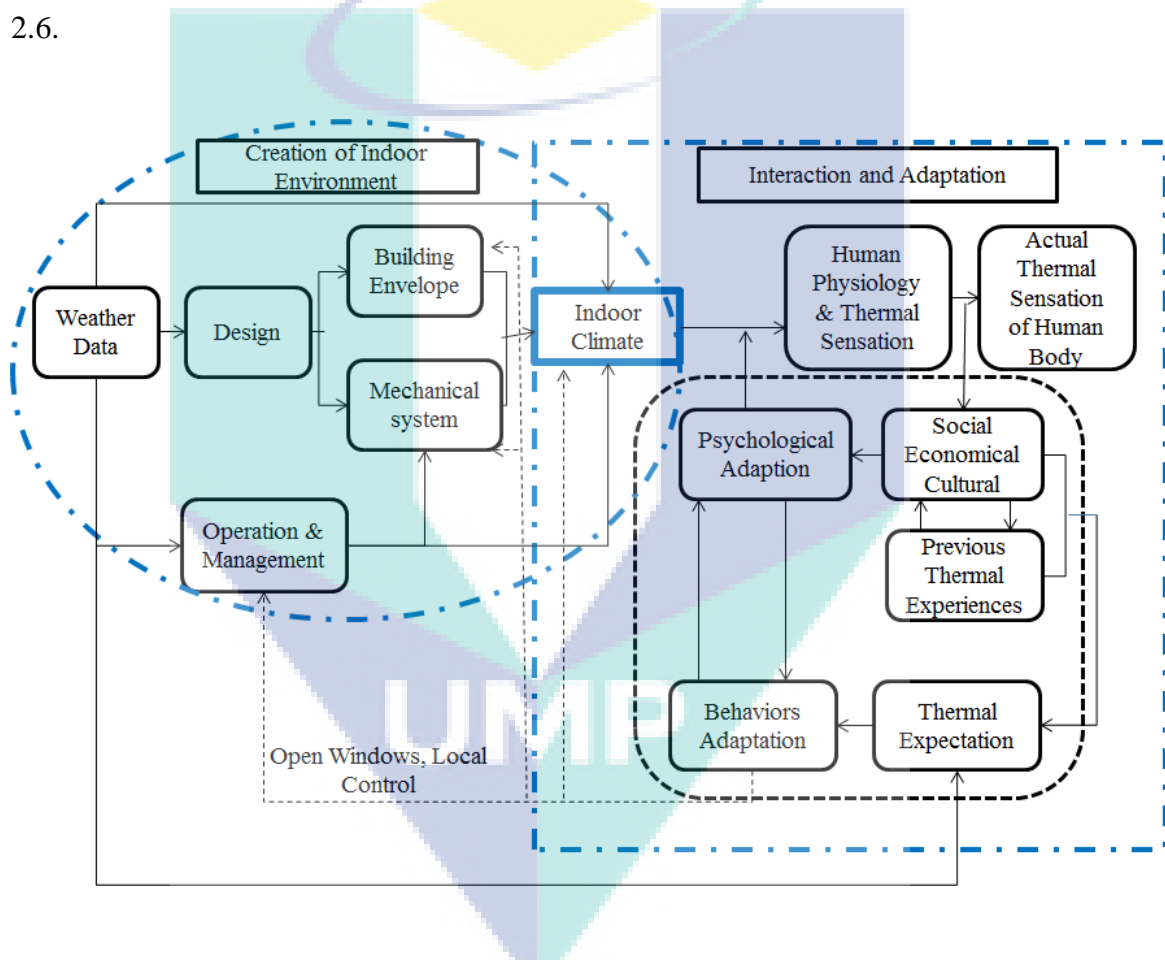 2.6.
Creation of Indoor
Environment
Interaction and Adaptation
Building
Envelope
Human
Physiology
& Thermal
Sensation
Actual
Thermal
Sensation
of Human
Body
Weather
Data
Design
Indoor
Climate
Mechanical
system
Psychological
Adaption
Social
Economical
Cultural
Operation &
Management
Previous
Thermal
Experiences
UMP
Behaviors
Adaptation
Thermal
Expectation
Open Windows, Local
Control